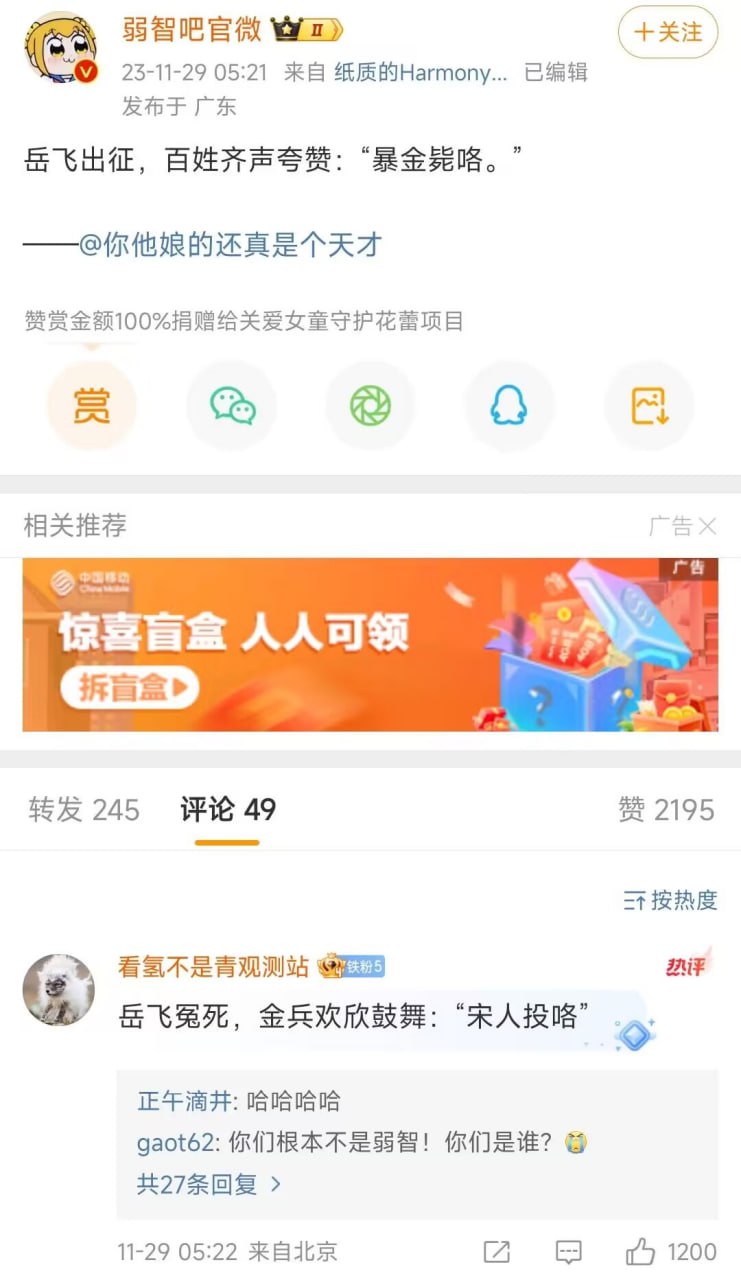 弱智吧官微 II
+关注
23-11-29 05:21 来自 纸质的Harmony... 已编辑
发布于 广东
岳飞出征，百姓齐声夸赞：“暴金毙咯。”
——@你他娘的还真是个天才
赞赏金额100%捐赠给关爱女童守护花蕾项目
赏
相关推荐
广告×
中国移动
China Mobile
广告
惊喜盲盒 人人可领
拆盲盒
转发 245
评论 49
赞 2195
按热度
看氢不是青观测站 铁粉5
热评
岳飞冤死，金兵欢欣鼓舞：“宋人投咯”
正午滴井: 哈哈哈哈
gaot62: 你们根本不是弱智！你们是谁？😭
共27条回复 >
11-29 05:22 来自北京
1200